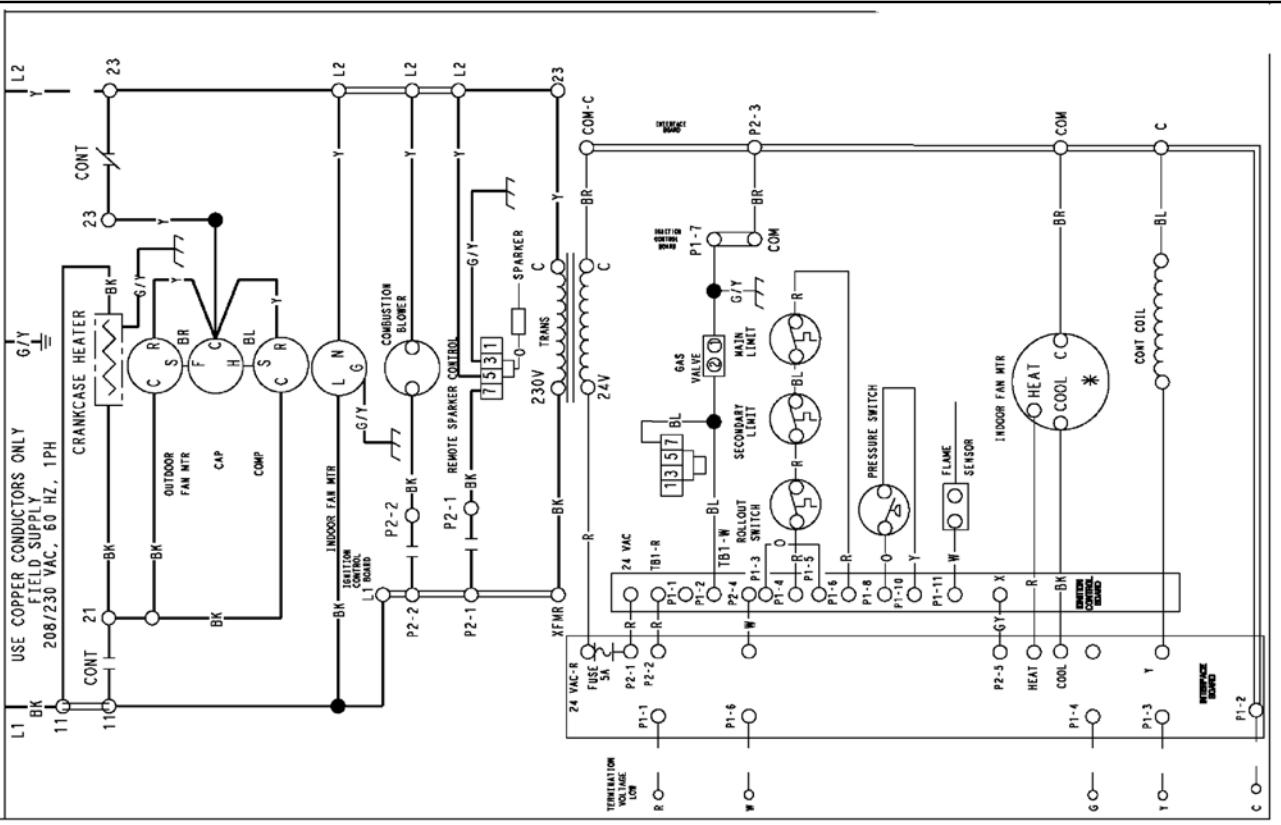 USE COPPER CONDUCTORS ONLY
FIELD SUPPLY
208/230 VAC, 60 HZ, 1PH
L1
BK
G/Y
L2
Y
11
11
CONT
21
BK
BK
CRANKCASE HEATER
BK
G/Y
23
CONT
23
Y
BK
OUTDOOR
FAN MTR
C
S
R
Y
BR
CAP
F
C
H
BL
BK
COMP
C
S
R
Y
BK
INDOOR FAN MTR
L
G
N
G/Y
Y
L2
L1
IGNITION
CONTROL
BOARD
P2-2
P2-2
BK
COMBUSTION
BLOWER
Y
L2
P2-1
P2-1
BK
REMOTE SPARKER CONTROL
7
5
3
1
O
SPARKER
G/Y
Y
L2
XFMR
BK
230V
TRANS
C
Y
23
24 VAC-R
R
24V
C
BR
COM-C
FUSE
5A
INTERFACE
BOARD
P2-1
R
24 VAC
P1-1
P2-2
R
TB1-R
P1-1
P1-2
TB1-W
BL
1
3
5
7
BL
GAS
VALVE
2
1
G/Y
P1-7
IGNITION
CONTROL
BOARD
COM
BR
P2-3
P1-6
W
P2-4
P1-3
O
P1-4
R
P1-5
ROLLOUT
SWITCH
R
SECONDARY
LIMIT
BL
MAIN
LIMIT
R
P1-6
R
P1-8
O
PRESSURE SWITCH
P1-10
Y
P1-11
W
FLAME
SENSOR
P2-5
GY
X
IGNITION
CONTROL
BOARD
HEAT
R
COOL
BK
INDOOR FAN MTR
HEAT
COOL
C
*
BR
COM
P1-4
P1-3
Y
CONT COIL
BL
C
INTERFACE
BOARD
P1-2
TERMINATION
VOLTAGE
LOW
R
W
G
Y
C